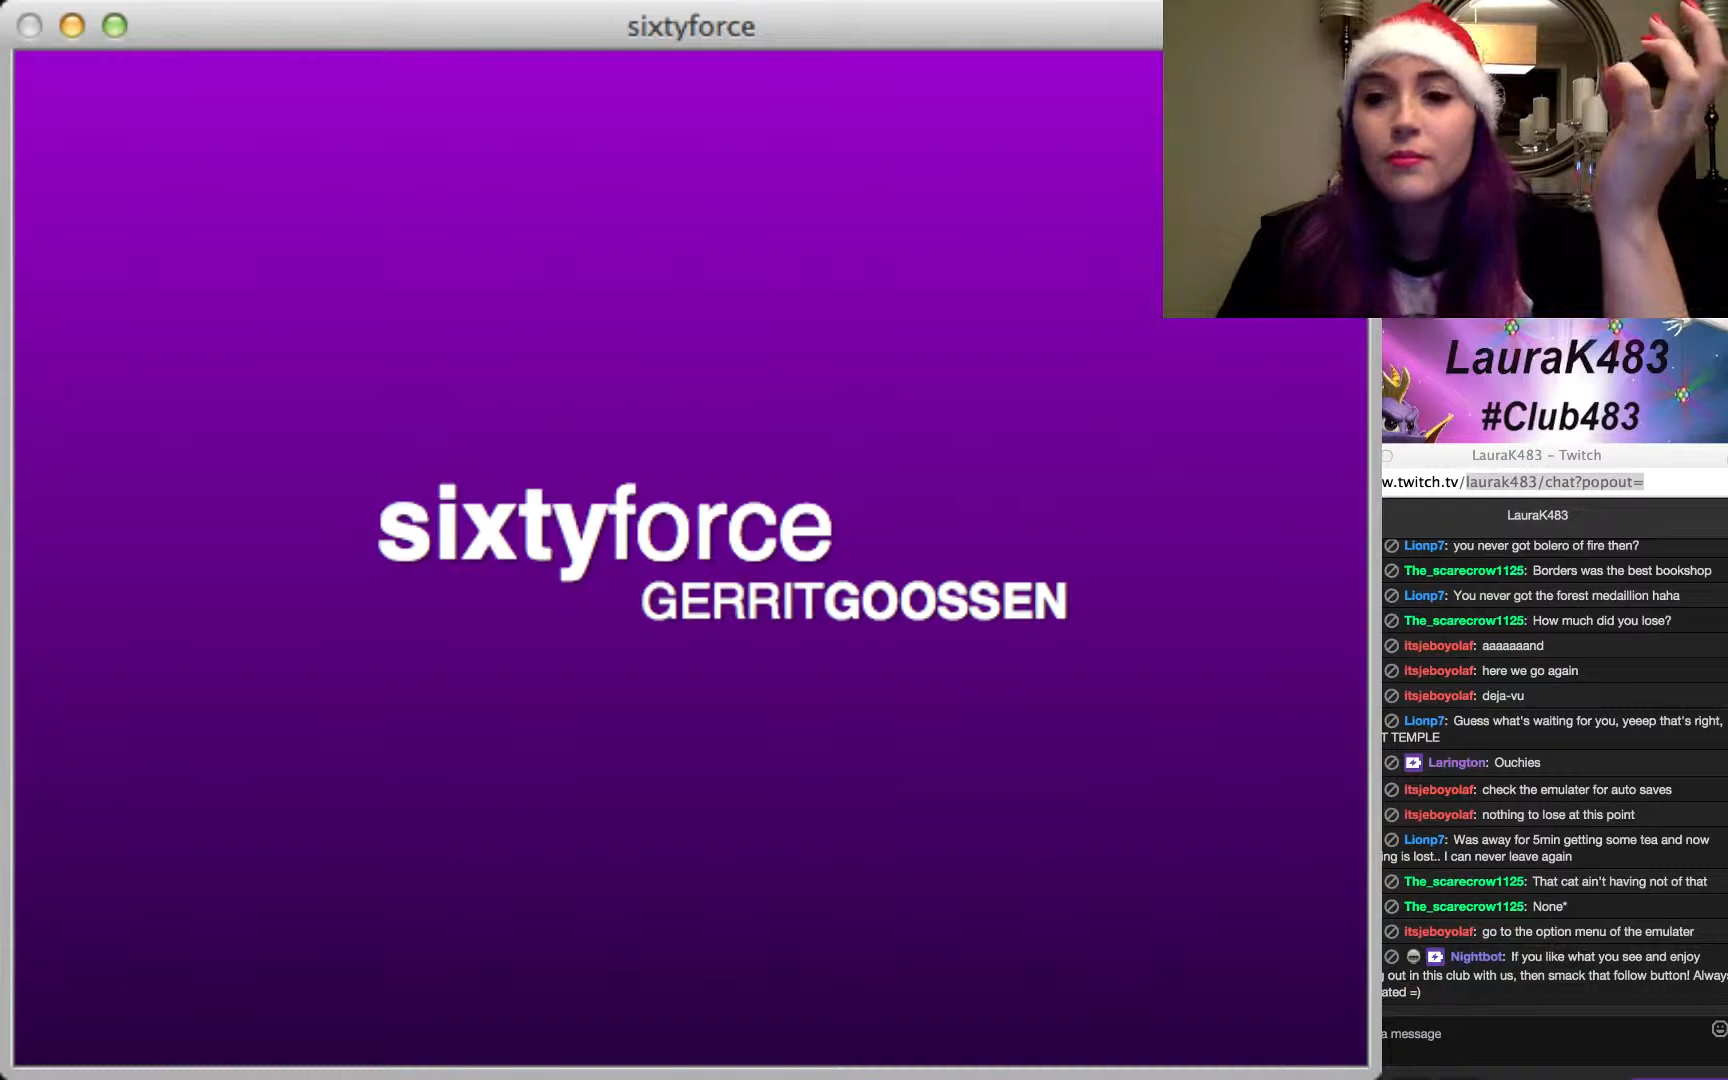 sixtyforce
sixtyforce
GERRITGOOSSEN
LauraK483
#Club483
LauraK483 – Twitch
w.twitch.tv/laurak483/chat?popout=
LauraK483
Lionp7: you never got bolero of fire then?
The_scarecrow1125: Borders was the best bookshop
Lionp7: You never got the forest medaillion haha
The_scarecrow1125: How much did you lose?
itsjeboyolaf: aaaaaaand
itsjeboyolaf: here we go again
itsjeboyolaf: deja-vu
Lionp7: Guess what's waiting for you, yeeep that's right,
T TEMPLE
Larington: Ouchies
itsjeboyolaf: check the emulater for auto saves
itsjeboyolaf: nothing to lose at this point
Lionp7: Was away for 5min getting some tea and now
ing is lost.. I can never leave again
The_scarecrow1125: That cat ain't having not of that
The_scarecrow1125: None*
itsjeboyolaf: go to the option menu of the emulater
Nightbot: If you like what you see and enjoy
out in this club with us, then smack that follow button! Always
ated =)
a message